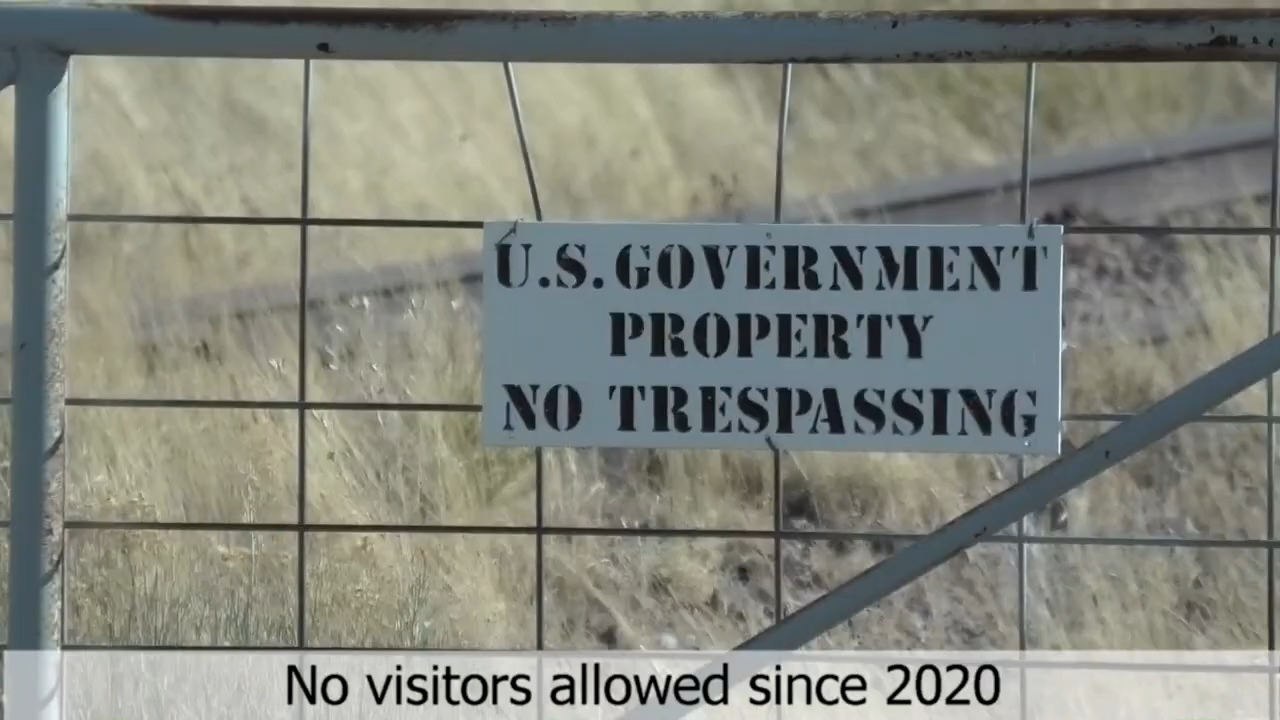 U.S. GOVERNMENT
PROPERTY
NO TRESPASSING
No visitors allowed since 2020